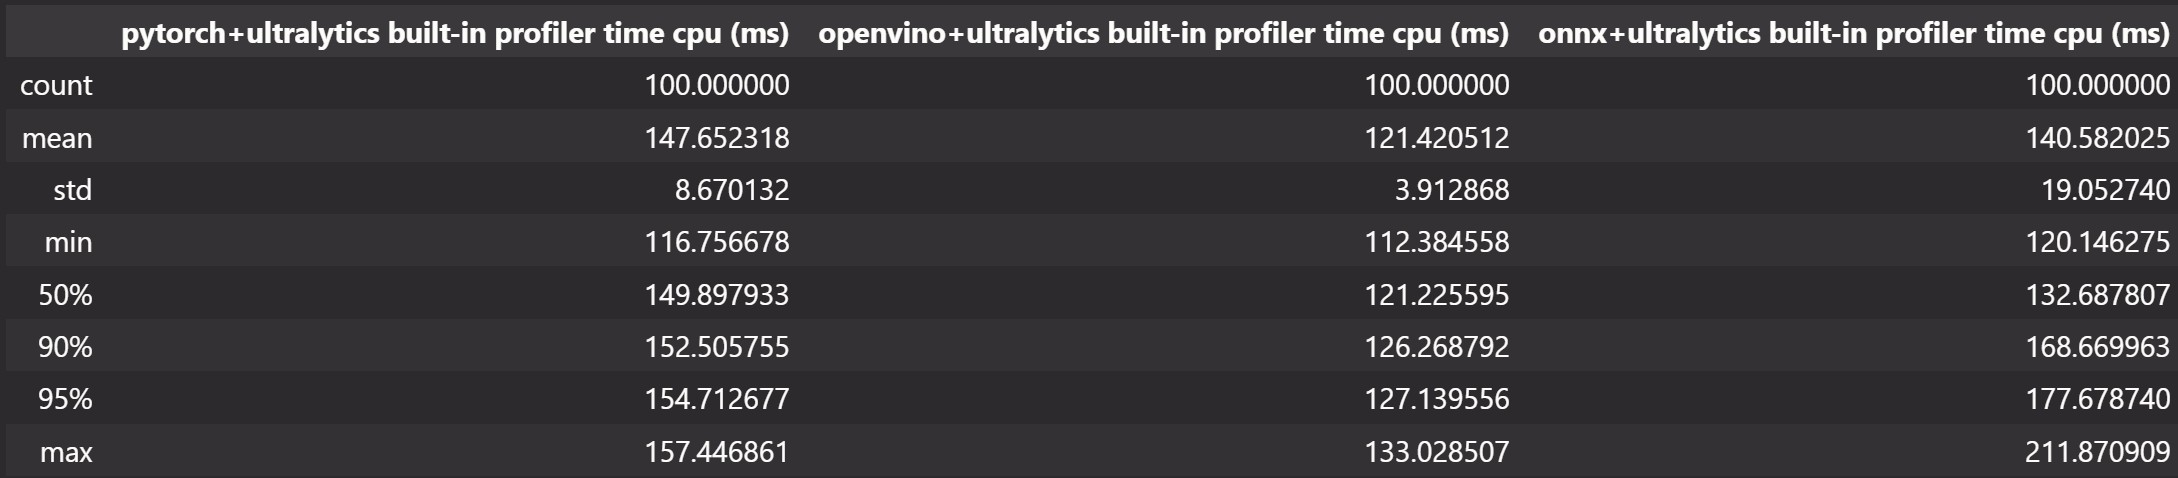 pytorch+ultralytics built-in profiler time cpu (ms) openvino+ultralytics built-in profiler time cpu (ms) onnx+ultralytics built-in profiler time cpu (ms)
count 100.000000 100.000000 100.000000
mean 147.652318 121.420512 140.582025
std 8.670132 3.912868 19.052740
min 116.756678 112.384558 120.146275
50% 149.897933 121.225595 132.687807
90% 152.505755 126.268792 168.669963
95% 154.712677 127.139556 177.678740
max 157.446861 133.028507 211.870909